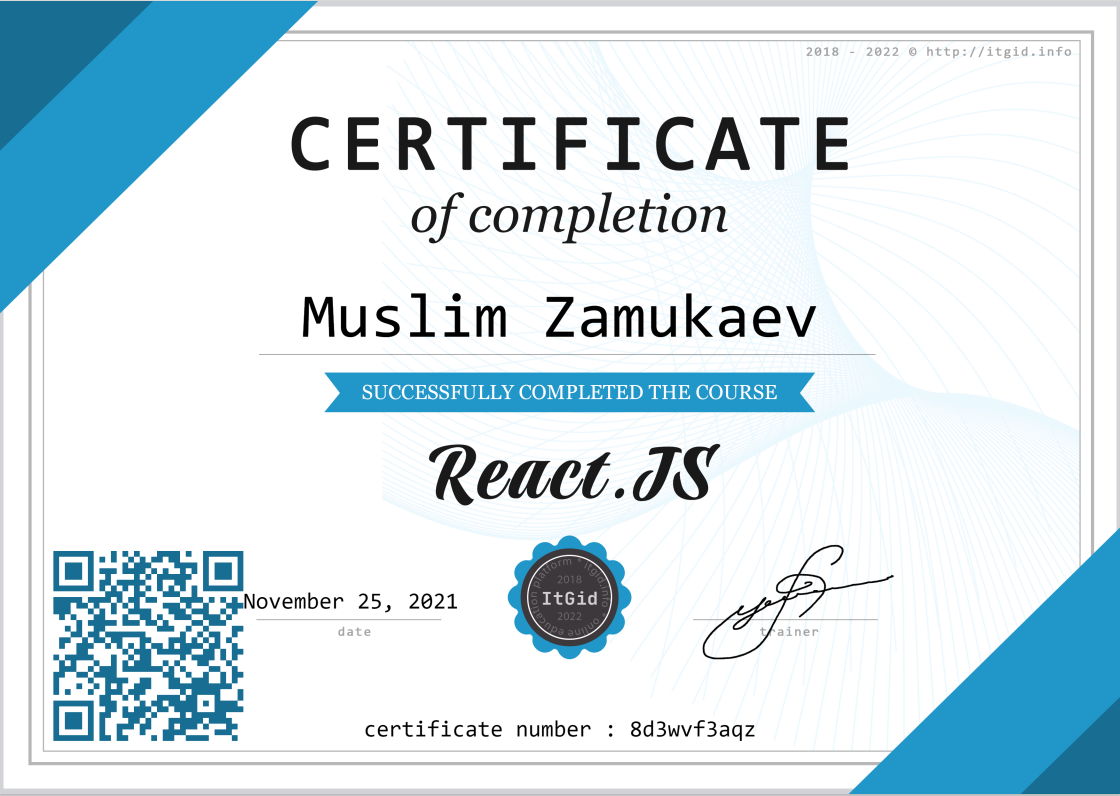 2018 - 2022 © http://itgid.info
CERTIFICATE
of completion
Muslim Zamukaev
SUCCESSFULLY COMPLETED THE COURSE
React.JS
November 25, 2021
date
platform * itgid.info
2018
ItGid
2022
online education
trainer
certificate number : 8d3wvf3aqz